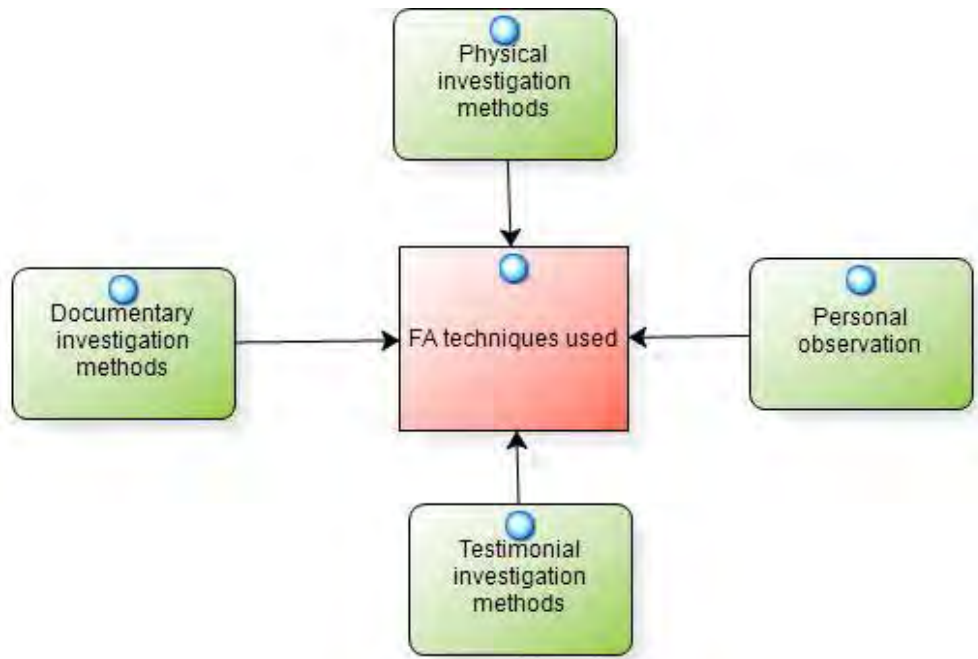 Physical
investigation
methods
Documentary
investigation
methods
FA techniques used
Personal
observation
Testimonial
investigation
methods